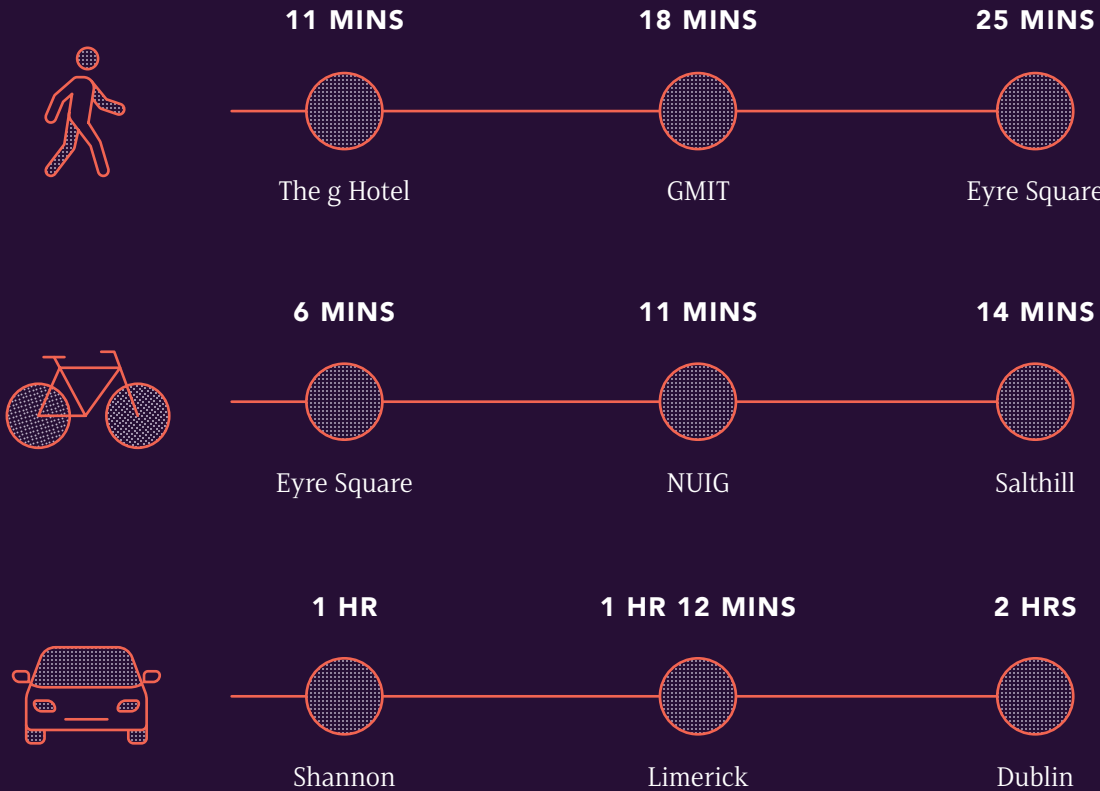 11 MINS 18 MINS 25 MINS
The g Hotel GMIT Eyre Square
6 MINS 11 MINS 14 MINS
Eyre Square NUIG Salthill
1 HR 1 HR 12 MINS 2 HRS
Shannon Limerick Dublin